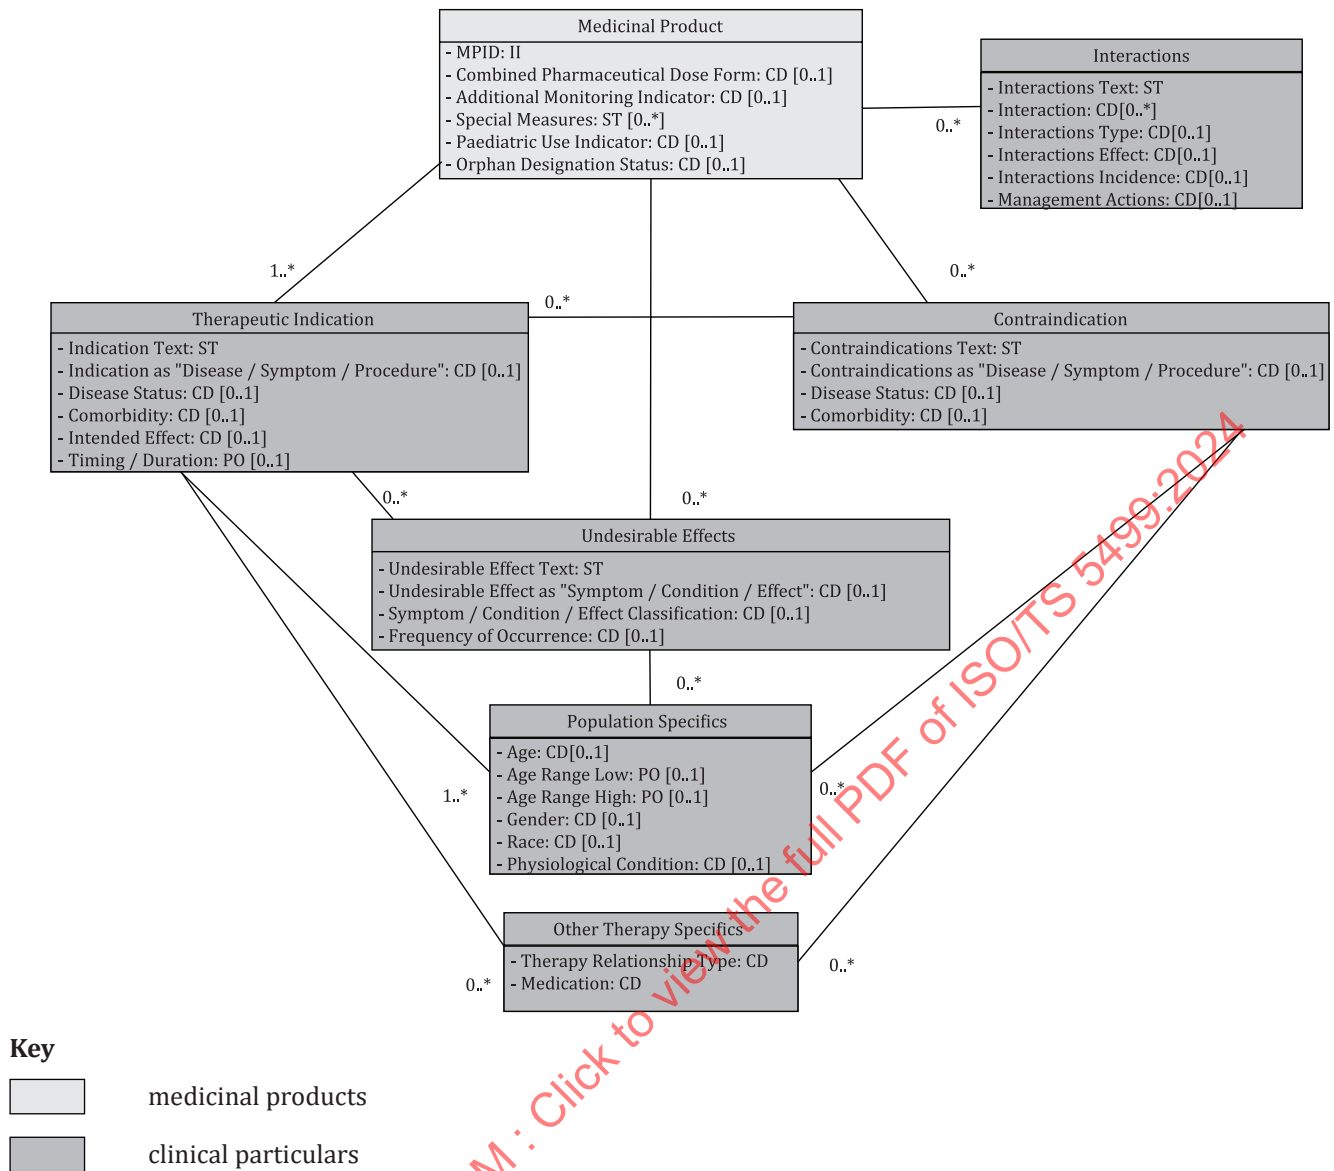 Medicinal Product
- MPID: II
- Combined Pharmaceutical Dose Form: CD [0..1]
- Additional Monitoring Indicator: CD [0..1]
- Special Measures: ST [0..*]
- Paediatric Use Indicator: CD [0..1]
- Orphan Designation Status: CD [0..1]
Interactions
- Interactions Text: ST
- Interaction: CD[0..*]
- Interactions Type: CD[0..1]
- Interactions Effect: CD[0..1]
- Interactions Incidence: CD[0..1]
- Management Actions: CD[0..1]
0..*
1..*
0..*
0..*
Therapeutic Indication
- Indication Text: ST
- Indication as "Disease / Symptom / Procedure": CD [0..1]
- Disease Status: CD [0..1]
- Comorbidity: CD [0..1]
- Intended Effect: CD [0..1]
- Timing / Duration: PO [0..1]
Contraindication
- Contraindications Text: ST
- Contraindications as "Disease / Symptom / Procedure": CD [0..1]
- Disease Status: CD [0..1]
- Comorbidity: CD [0..1]
0..*
0..*
Undesirable Effects
- Undesirable Effect Text: ST
- Undesirable Effect as "Symptom / Condition / Effect": CD [0..1]
- Symptom / Condition / Effect Classification: CD [0..1]
- Frequency of Occurrence: CD [0..1]
0..*
Population Specifics
- Age: CD[0..1]
- Age Range Low: PO [0..1]
- Age Range High: PO [0..1]
- Gender: CD [0..1]
- Race: CD [0..1]
- Physiological Condition: CD [0..1]
1..*
0..*
Other Therapy Specifics
- Therapy Relationship Type: CD
- Medication: CD
0..*
0..*
Key
medicinal products
clinical particulars
M : Click to view the full PDF of ISO/TS 5499:2024